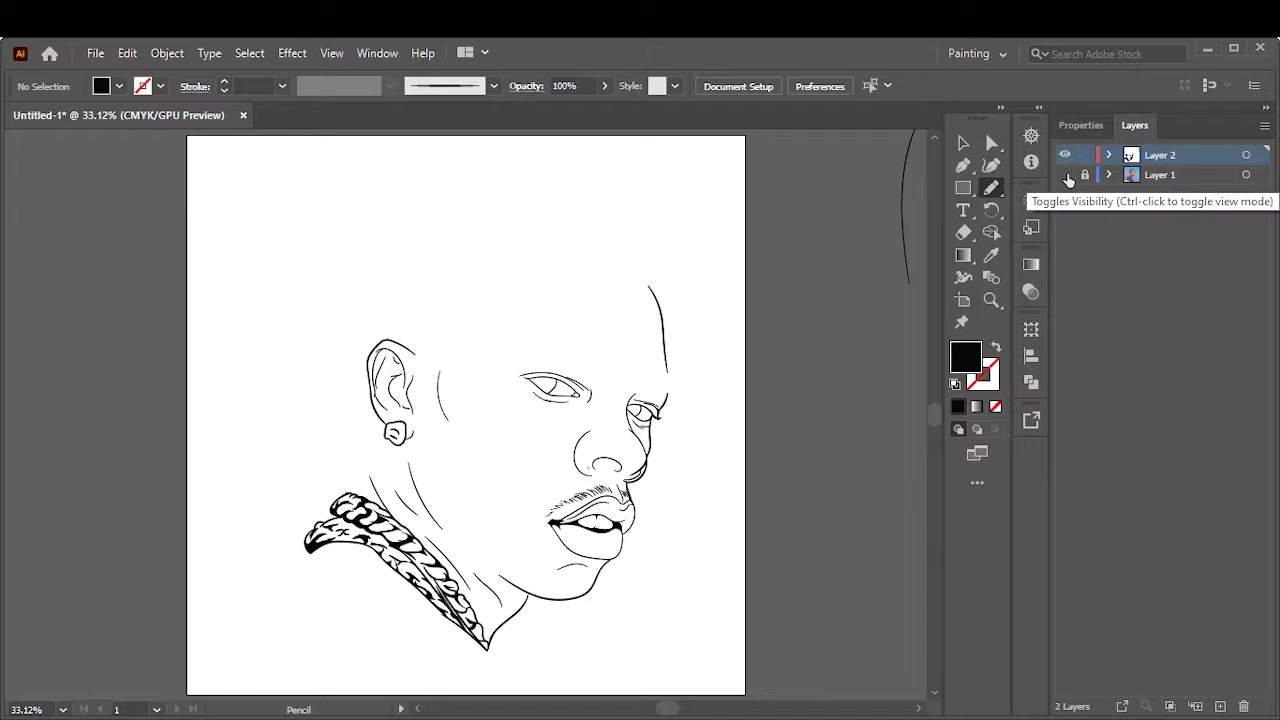 Ai File Edit Object Type Select Effect View Window Help Painting Search Adobe Stock
No Selection Stroke: Opacity: 100% Style: Document Setup Preferences
Untitled-1* @ 33.12% (CMYK/GPU Preview)
Properties Layers
Layer 2
Layer 1
Toggles Visibility (Ctrl-click to toggle view mode)
33.12% 1 Pencil 2 Layers